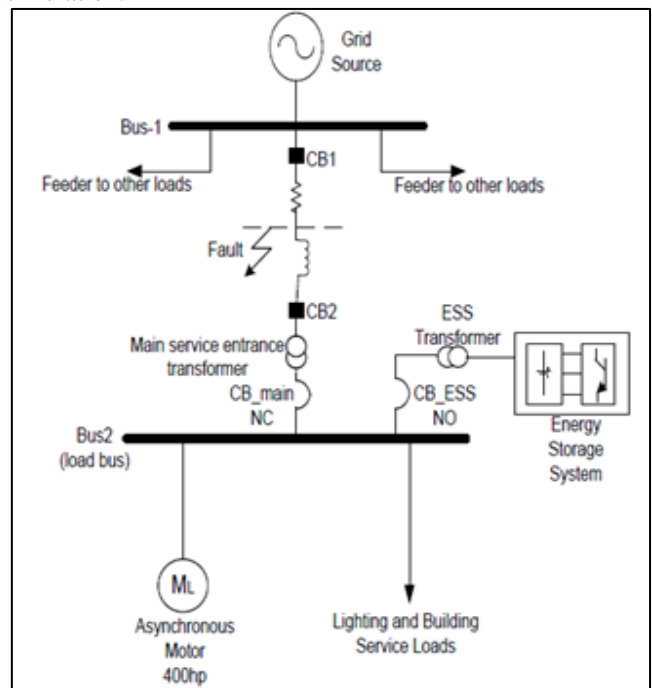 Grid
Source
Bus-1
CB1
Feeder to other loads
Feeder to other loads
Fault
CB2
ESS
Transformer
Main service entrance
transformer
CB_main
NC
CB_ESS
NO
Energy
Storage
System
Bus2
(load bus)
ML
Asynchronous
Motor
400hp
Lighting and Building
Service Loads